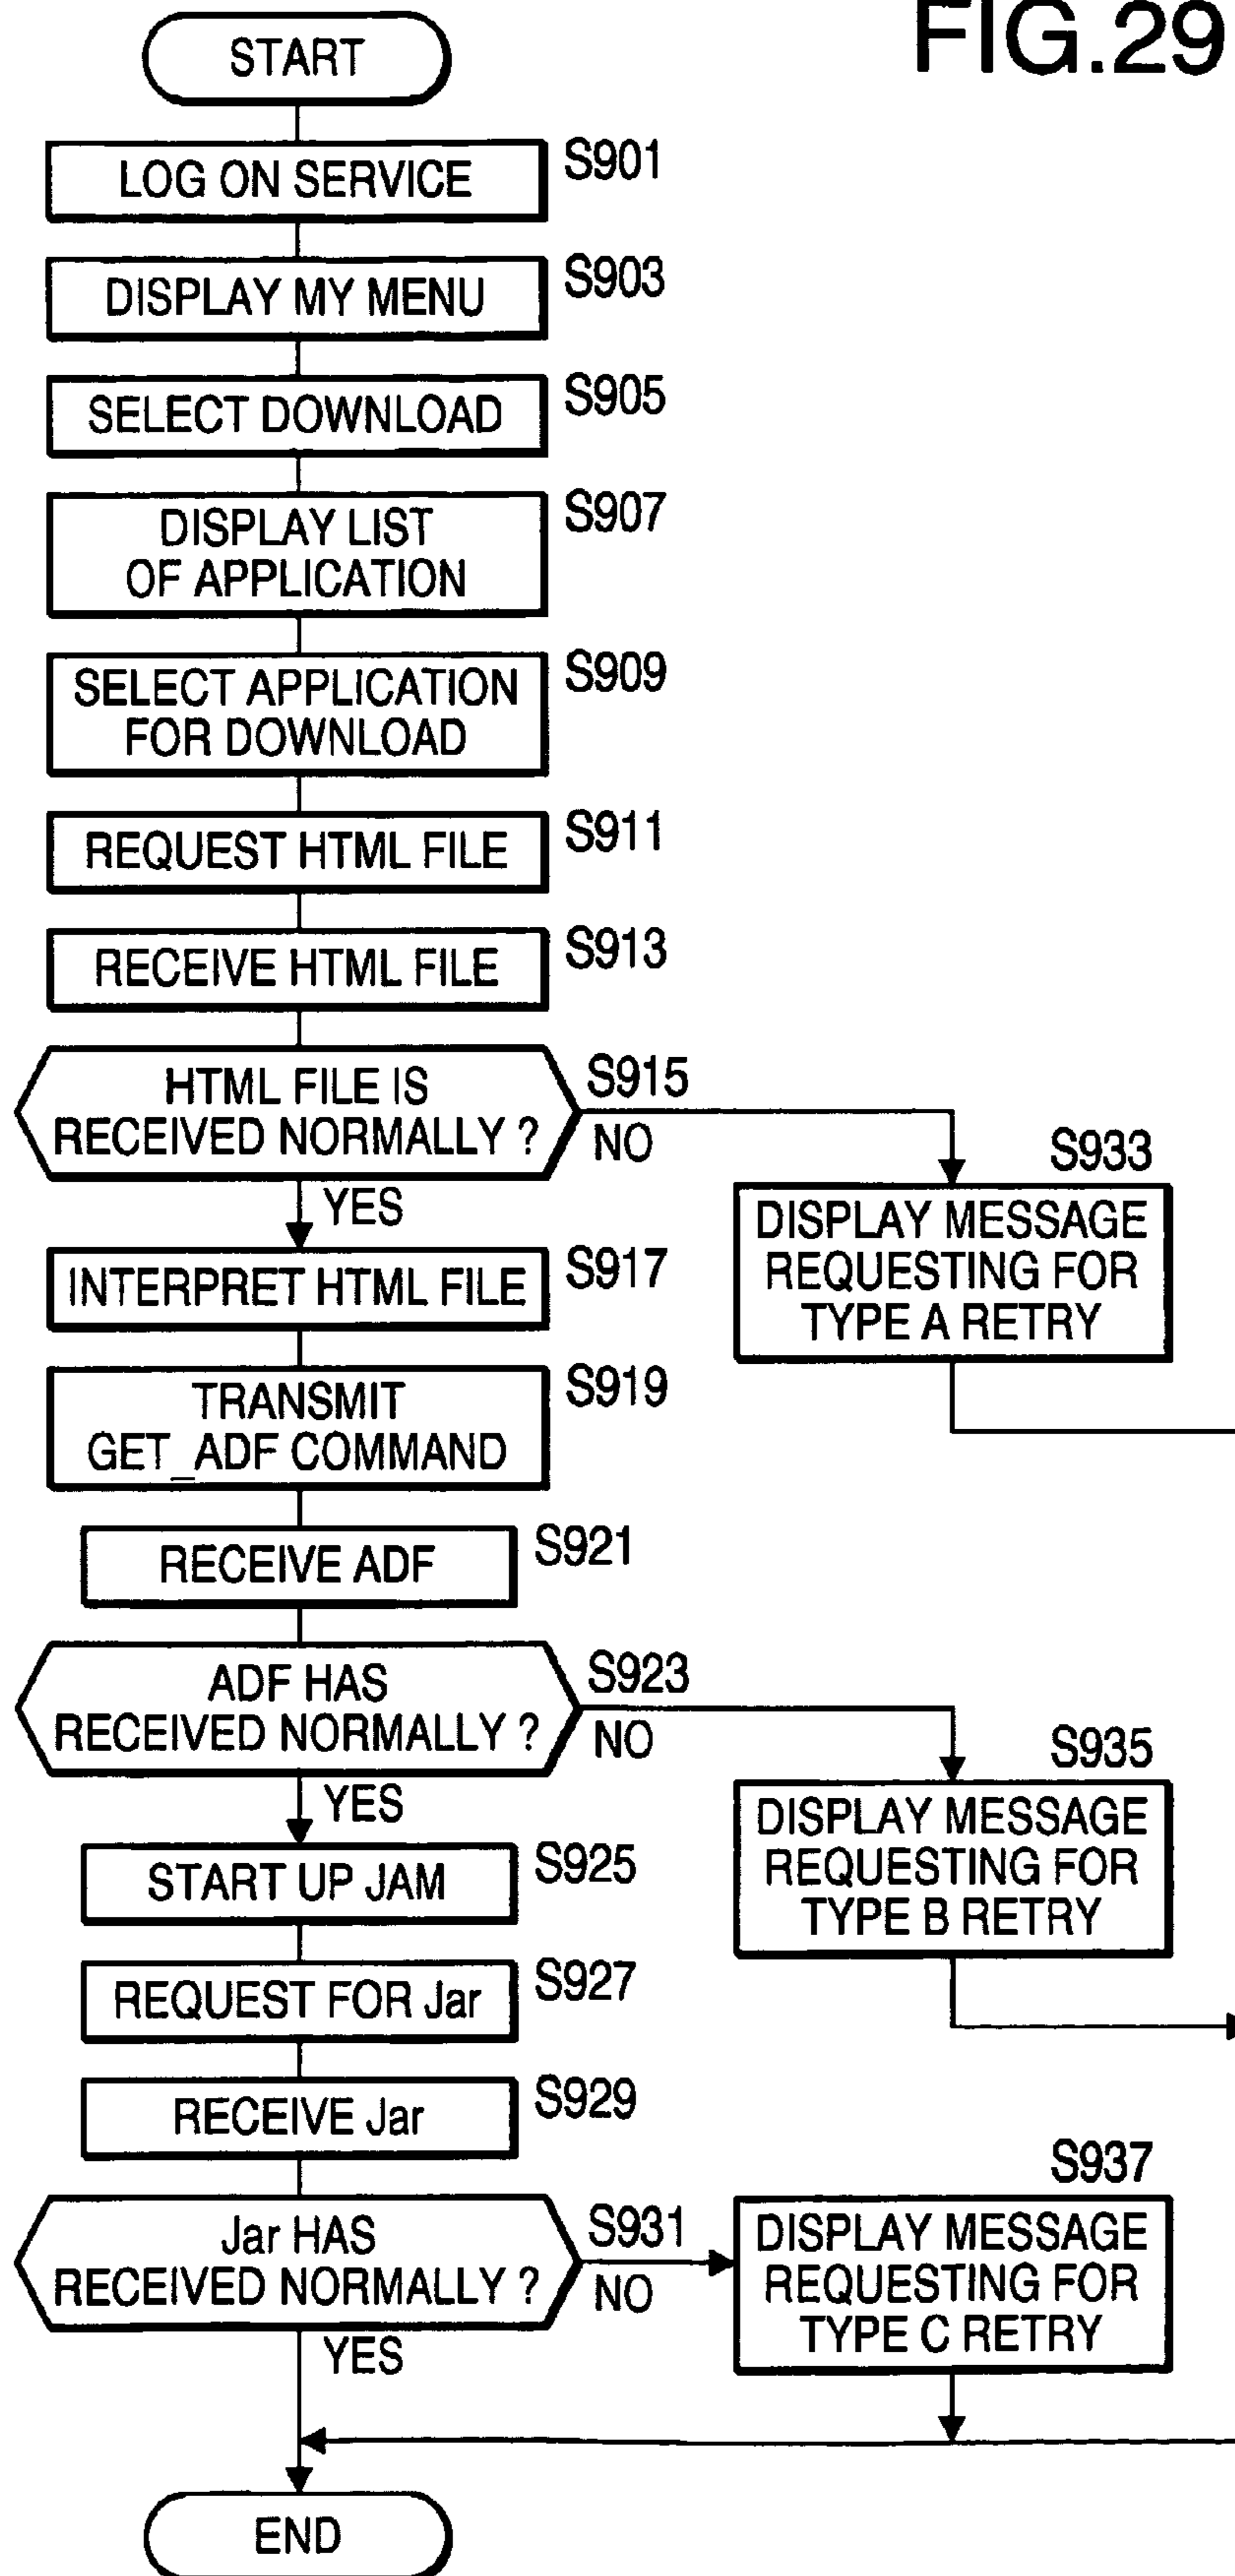 FIG.29
START
LOG ON SERVICE
S901
DISPLAY MY MENU
S903
SELECT DOWNLOAD
S905
DISPLAY LIST
OF APPLICATION
S907
SELECT APPLICATION
FOR DOWNLOAD
S909
REQUEST HTML FILE
S911
RECEIVE HTML FILE
S913
HTML FILE IS
RECEIVED NORMALLY ?
S915
NO
YES
S933
DISPLAY MESSAGE
REQUESTING FOR
TYPE A RETRY
INTERPRET HTML FILE
S917
TRANSMIT
GET_ADF COMMAND
S919
RECEIVE ADF
S921
ADF HAS
RECEIVED NORMALLY ?
S923
NO
YES
S935
DISPLAY MESSAGE
REQUESTING FOR
TYPE B RETRY
START UP JAM
S925
REQUEST FOR Jar
S927
RECEIVE Jar
S929
Jar HAS
RECEIVED NORMALLY ?
S931
NO
YES
S937
DISPLAY MESSAGE
REQUESTING FOR
TYPE C RETRY
END